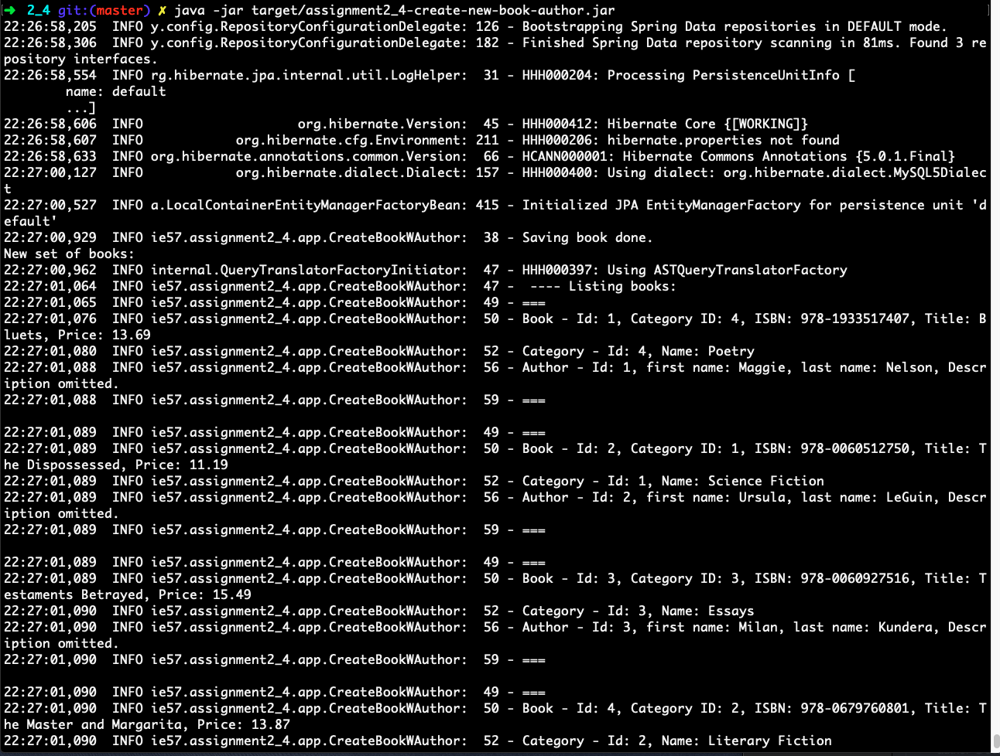 ➜  2_4 git:(master) ✗ java -jar target/assignment2_4-create-new-book-author.jar
22:26:58,205  INFO y.config.RepositoryConfigurationDelegate: 126 - Bootstrapping Spring Data repositories in DEFAULT mode.
22:26:58,306  INFO y.config.RepositoryConfigurationDelegate: 182 - Finished Spring Data repository scanning in 81ms. Found 3 re
pository interfaces.
22:26:58,554  INFO rg.hibernate.jpa.internal.util.LogHelper:  31 - HHH000204: Processing PersistenceUnitInfo [
        name: default
        ...]
22:26:58,606  INFO                    org.hibernate.Version:  45 - HHH000412: Hibernate Core {[WORKING]}
22:26:58,607  INFO            org.hibernate.cfg.Environment: 211 - HHH000206: hibernate.properties not found
22:26:58,633  INFO org.hibernate.annotations.common.Version:  66 - HCANN000001: Hibernate Commons Annotations {5.0.1.Final}
22:27:00,127  INFO            org.hibernate.dialect.Dialect: 157 - HHH000400: Using dialect: org.hibernate.dialect.MySQL5Dialec
t
22:27:00,527  INFO a.LocalContainerEntityManagerFactoryBean: 415 - Initialized JPA EntityManagerFactory for persistence unit 'd
efault'
22:27:00,929  INFO ie57.assignment2_4.app.CreateBookWAuthor:  38 - Saving book done.
New set of books:
22:27:00,962  INFO internal.QueryTranslatorFactoryInitiator:  47 - HHH000397: Using ASTQueryTranslatorFactory
22:27:01,064  INFO ie57.assignment2_4.app.CreateBookWAuthor:  47 -  ---- Listing books:
22:27:01,065  INFO ie57.assignment2_4.app.CreateBookWAuthor:  49 - ===
22:27:01,076  INFO ie57.assignment2_4.app.CreateBookWAuthor:  50 - Book - Id: 1, Category ID: 4, ISBN: 978-1933517407, Title: B
luets, Price: 13.69
22:27:01,080  INFO ie57.assignment2_4.app.CreateBookWAuthor:  52 - Category - Id: 4, Name: Poetry
22:27:01,088  INFO ie57.assignment2_4.app.CreateBookWAuthor:  56 - Author - Id: 1, first name: Maggie, last name: Nelson, Descr
iption omitted.
22:27:01,088  INFO ie57.assignment2_4.app.CreateBookWAuthor:  59 - ===
22:27:01,089  INFO ie57.assignment2_4.app.CreateBookWAuthor:  49 - ===
22:27:01,089  INFO ie57.assignment2_4.app.CreateBookWAuthor:  50 - Book - Id: 2, Category ID: 1, ISBN: 978-0060512750, Title: T
he Dispossessed, Price: 11.19
22:27:01,089  INFO ie57.assignment2_4.app.CreateBookWAuthor:  52 - Category - Id: 1, Name: Science Fiction
22:27:01,089  INFO ie57.assignment2_4.app.CreateBookWAuthor:  56 - Author - Id: 2, first name: Ursula, last name: LeGuin, Descr
iption omitted.
22:27:01,089  INFO ie57.assignment2_4.app.CreateBookWAuthor:  59 - ===
22:27:01,089  INFO ie57.assignment2_4.app.CreateBookWAuthor:  49 - ===
22:27:01,089  INFO ie57.assignment2_4.app.CreateBookWAuthor:  50 - Book - Id: 3, Category ID: 3, ISBN: 978-0060927516, Title: T
estaments Betrayed, Price: 15.49
22:27:01,090  INFO ie57.assignment2_4.app.CreateBookWAuthor:  52 - Category - Id: 3, Name: Essays
22:27:01,090  INFO ie57.assignment2_4.app.CreateBookWAuthor:  56 - Author - Id: 3, first name: Milan, last name: Kundera, Descr
iption omitted.
22:27:01,090  INFO ie57.assignment2_4.app.CreateBookWAuthor:  59 - ===
22:27:01,090  INFO ie57.assignment2_4.app.CreateBookWAuthor:  49 - ===
22:27:01,090  INFO ie57.assignment2_4.app.CreateBookWAuthor:  50 - Book - Id: 4, Category ID: 2, ISBN: 978-0679760801, Title: T
he Master and Margarita, Price: 13.87
22:27:01,090  INFO ie57.assignment2_4.app.CreateBookWAuthor:  52 - Category - Id: 2, Name: Literary Fiction